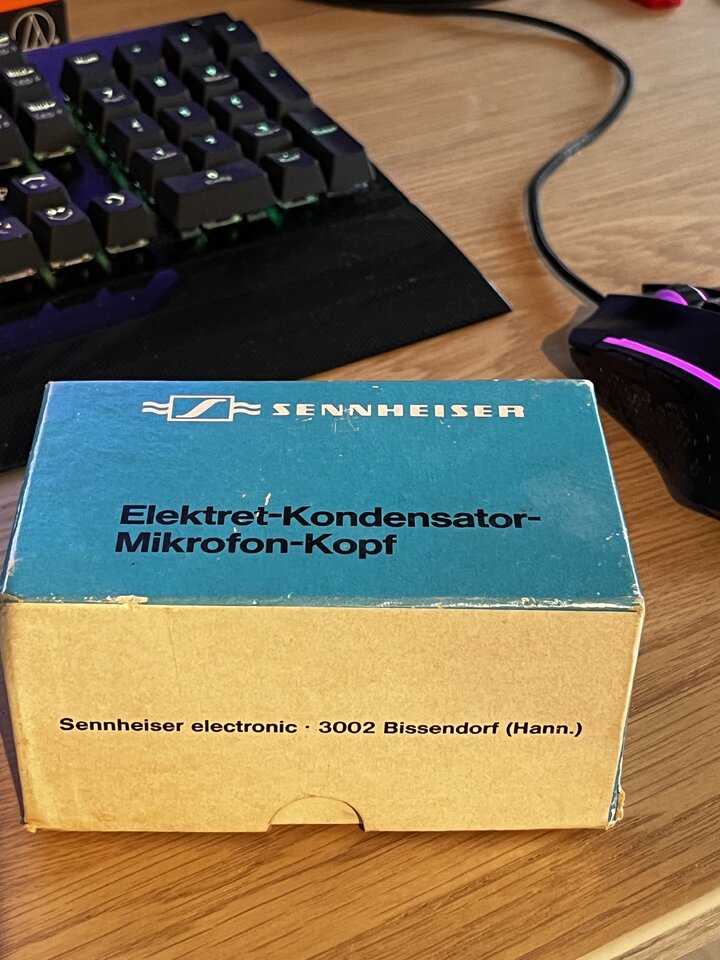 SENNHEISER
Elektret-Kondensator-
Mikrofon-Kopf
Sennheiser electronic · 3002 Bissendorf (Hann.)